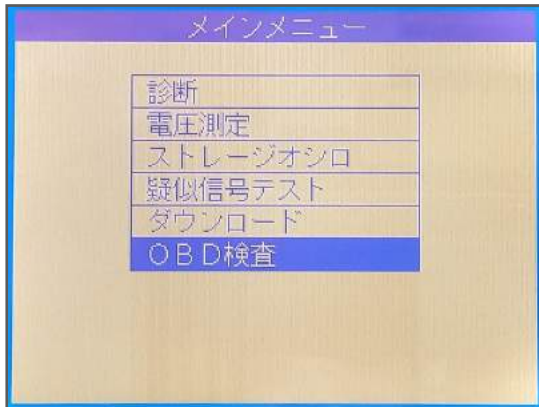 メインメニュー
診断
電圧測定
ストレージオシロ
疑似信号テスト
ダウンロード
ＯＢＤ検査